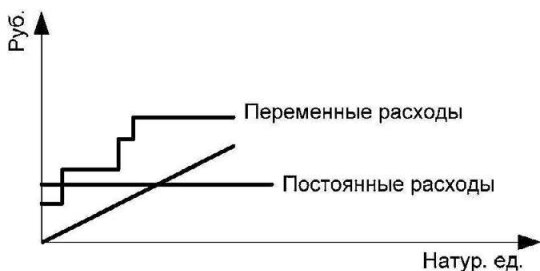 Руб.
Переменные расходы
Постоянные расходы
Натур. ед.